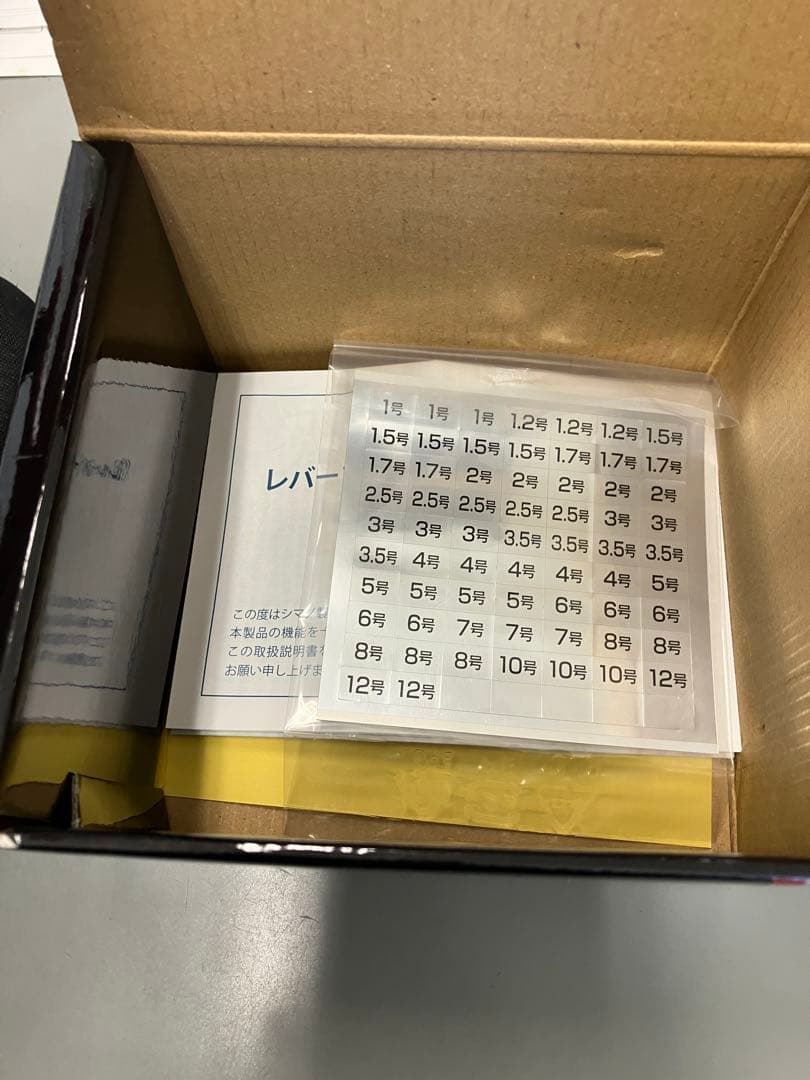 1号 1号 1号 1.2号 1.2号 1.2号 1.5号
1.5号 1.5号 1.5号 1.5号 1.7号 1.7号 1.7号
1.7号 1.7号 2号 2号 2号 2号 2号
2.5号 2.5号 2.5号 2.5号 2.5号 3号 3号
3号 3号 3号 3.5号 3.5号 3.5号 3.5号
3.5号 4号 4号 4号 4号 4号 5号
5号 5号 5号 5号 6号 6号 6号
6号 6号 7号 7号 7号 8号 8号
8号 8号 8号 10号 10号 10号 12号
12号 12号
レバー
この度はシマノ製
本製品の機能を十
この取扱説明書を
お願い申し上げま